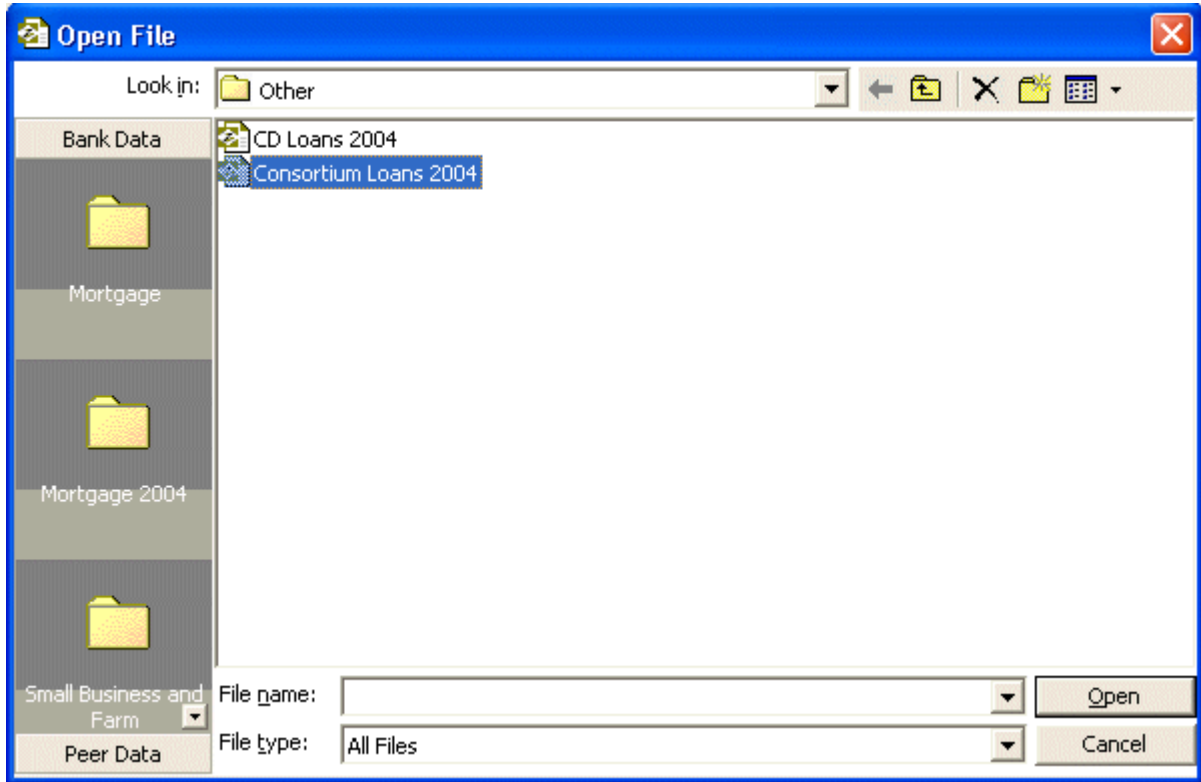 Open File
Look in: Other
Bank Data
CD Loans 2004
Consortium Loans 2004
Mortgage
Mortgage 2004
Small Business and
Farm
Peer Data
File name: Open
File type: All Files Cancel